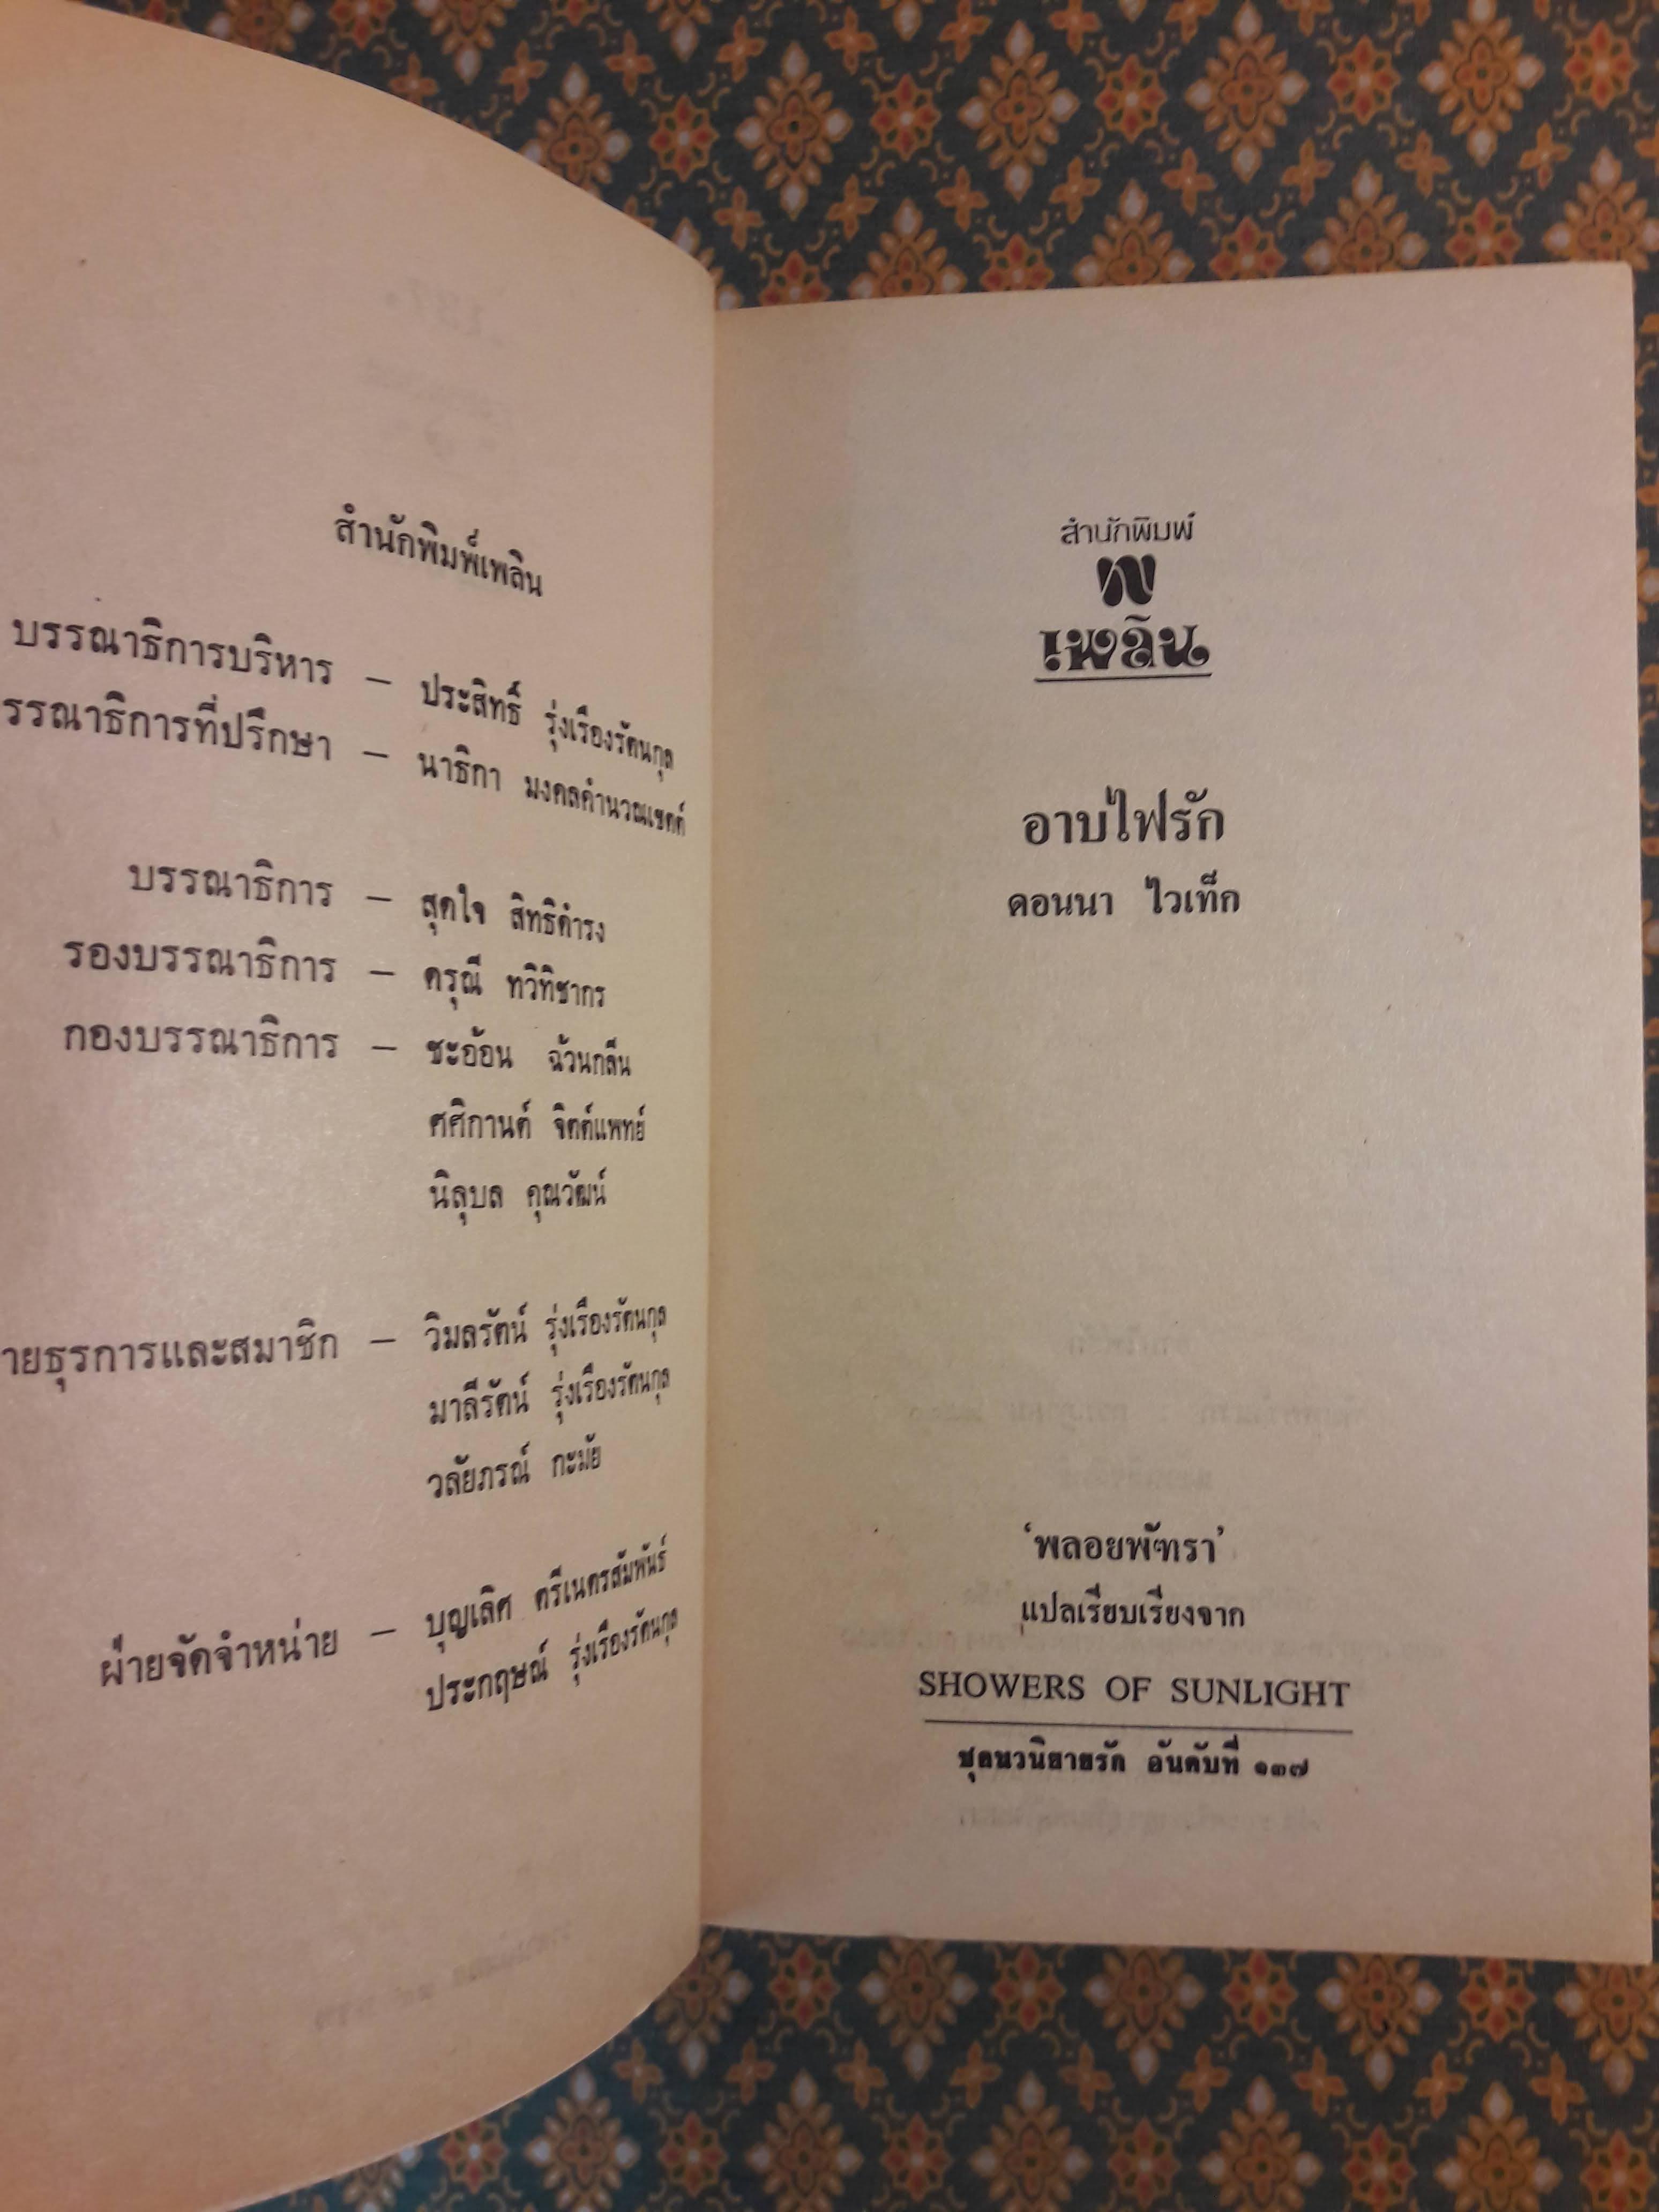 สำนักพิมพ์เพลิน
บรรณาธิการบริหาร — ประสิทธิ์ รุ่งเรืองรัตนกุล
รรณาธิการที่ปรึกษา — นาธิกา มงคลคำนวณเขตต์
บรรณาธิการ — สุดใจ สิทธิดำรง
รองบรรณาธิการ — ดรุณี ทวิทิชากร
กองบรรณาธิการ — ชะอ้อน ฉ้วนกลิ่น
ศศิกานต์ จิตต์แพทย์
นิลุบล คุณวัฒน์
ายธุรการและสมาชิก — วิมลรัตน์ รุ่งเรืองรัตนกุล
มาลีรัตน์ รุ่งเรืองรัตนกุล
วลัยภรณ์ กะมัย
ฝ่ายจัดจำหน่าย — บุญเลิศ ตรีเนตรสัมพันธ์
ประกฤษณ์ รุ่งเรืองรัตนกุล
สำนักพิมพ์
พ
เพลิน
อาบไฟรัก
ดอนนา ไวเท็ก
'พลอยพัทรา'
แปลเรียบเรียงจาก
SHOWERS OF SUNLIGHT
ชุดนวนิยายรัก อันดับที่ ๑๓๗